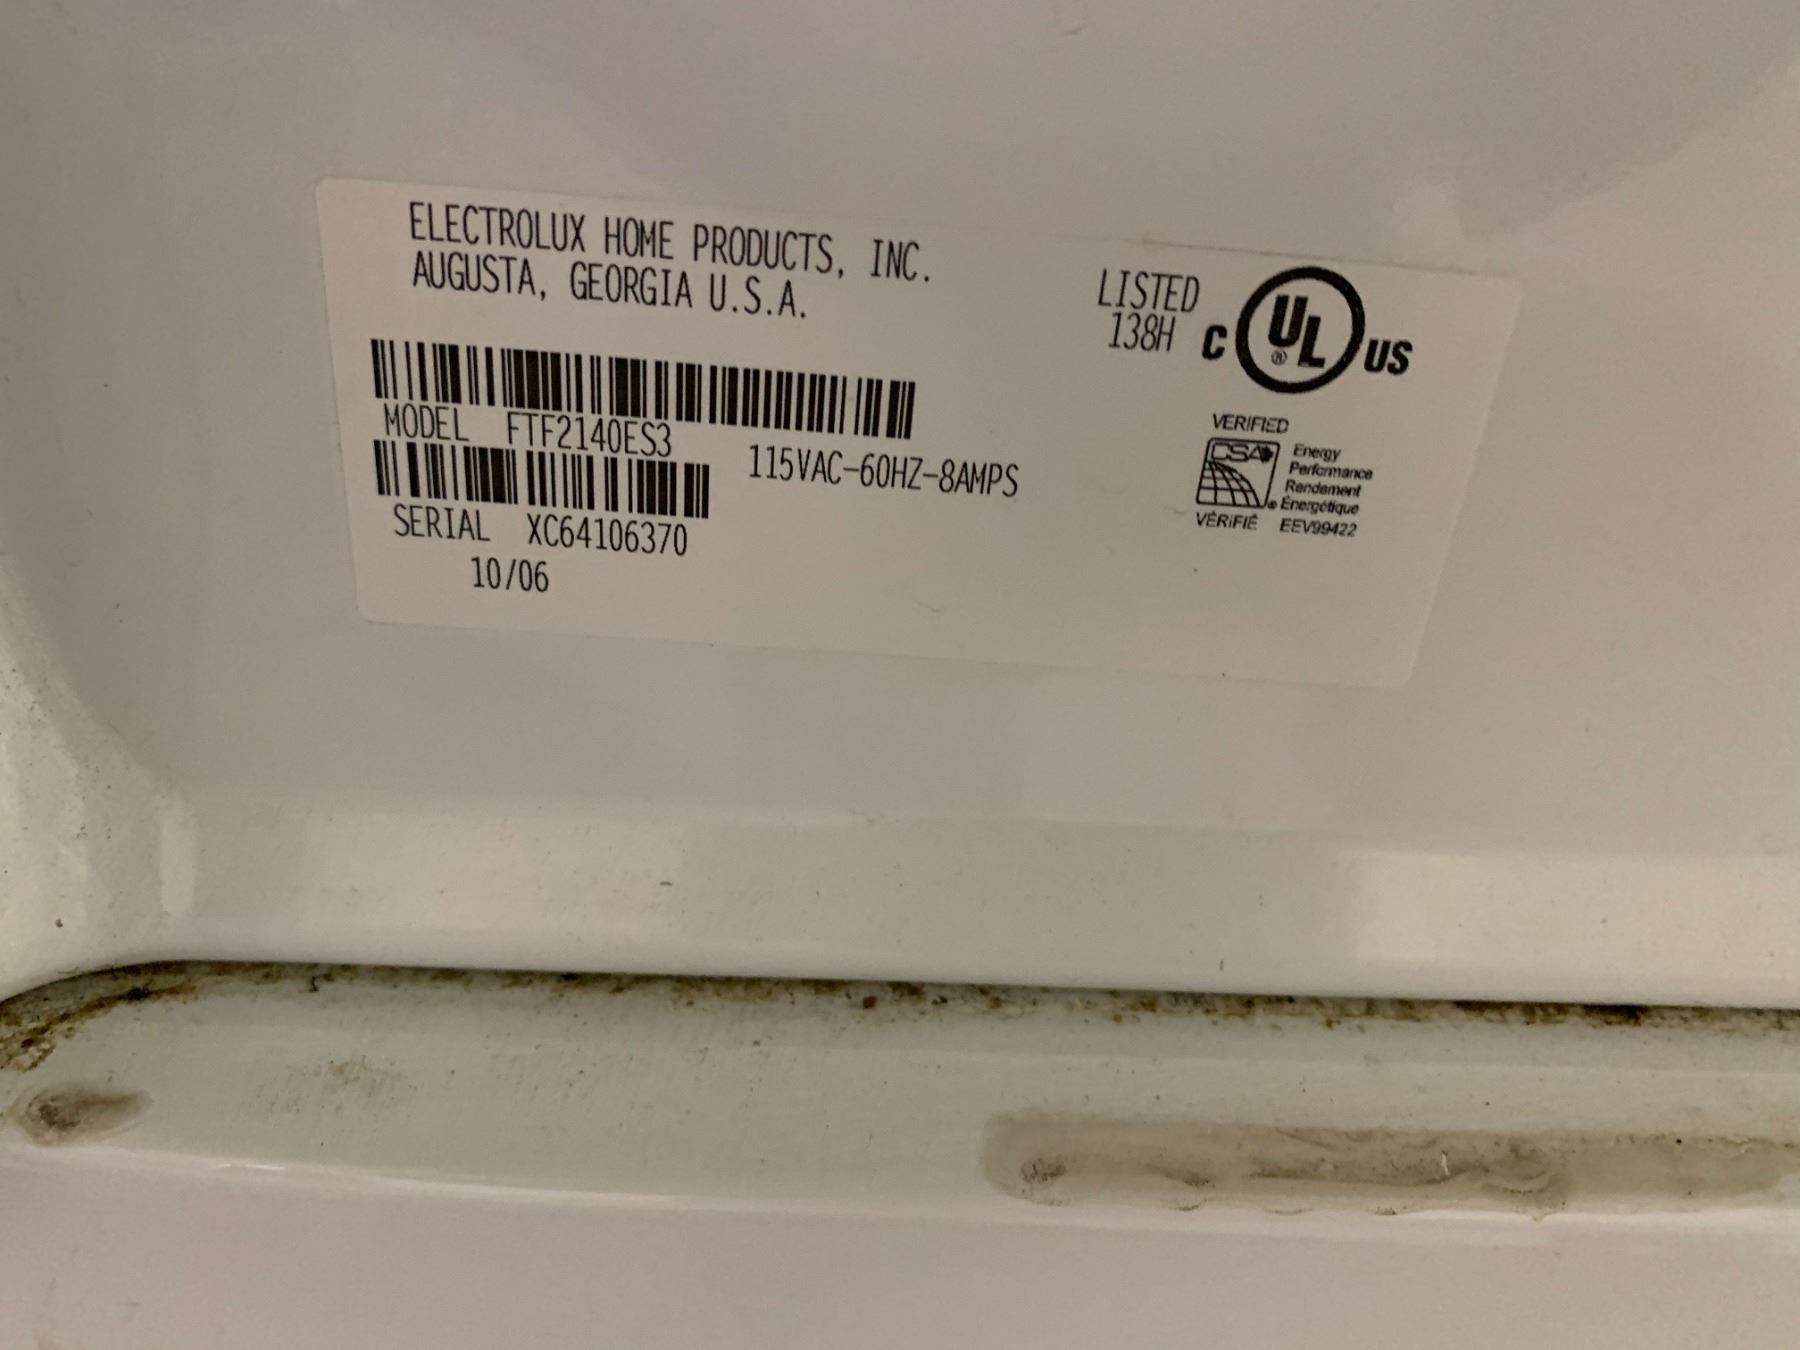 ELECTROLUX HOME PRODUCTS, INC.
AUGUSTA, GEORGIA U.S.A.
MODEL FTF2140ES3
115VAC-60HZ-8AMPS
SERIAL XC64106370
10/06
LISTED
138H
C UL® US
VERIFIED
CSA®
Energy
Performance
Rendement
Énergétique
VÉRIFIÉ EEV99422